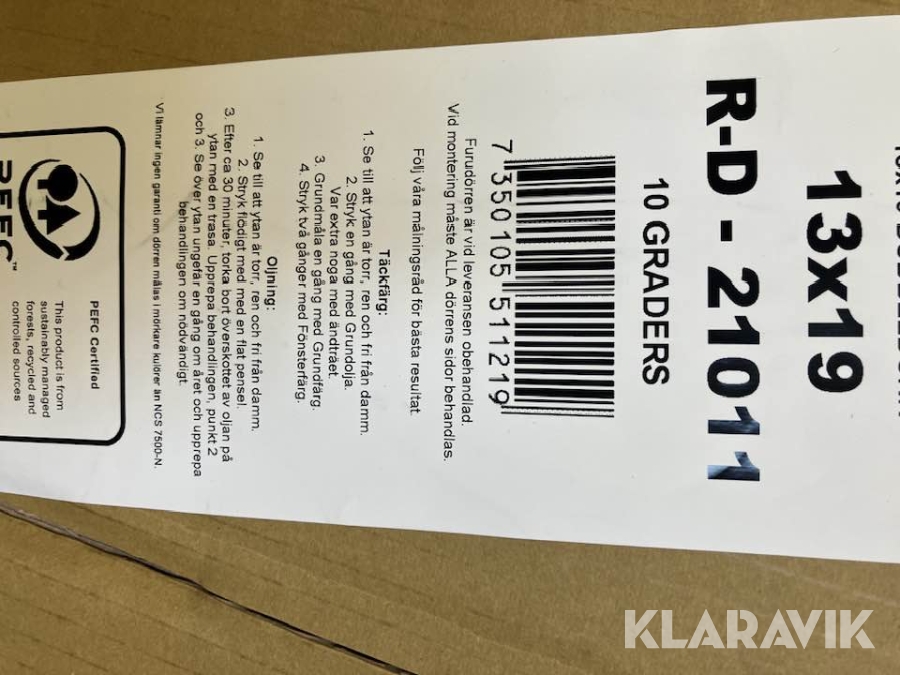 13x19
R-D - 21011
10 GRADERS
7 350105 511219
Furudörren är vid leveransen obehandlad.
Vid montering måste ALLA dörrens sidor behandlas.
Följ våra målningsråd för bästa resultat
Täckfärg:
1. Se till att ytan är torr, ren och fri från damm.
2. Stryk en gång med Grundolja.
Var extra noga med ändträet.
3. Grundmåla en gång med Grundfärg.
4. Stryk två gånger med Fönsterfärg.
Oljning:
1. Se till att ytan är torr, ren och fri från damm.
2. Stryk flödigt med med en flat pensel.
3. Efter ca 30 minuter, torka bort överskottet av oljan på
ytan med en trasa. Upprepa behandlingen, punkt 2
och 3. Se över ytan ungefär en gång om året och upprepa
behandlingen om nödvändigt.
Vi lämnar ingen garanti om dörren målas i mörkare kulörer än NCS 7500-N.
PEFC™
PEFC Certified
This product is from
sustainably managed
forests, recycled and
controlled sources
KLARAVIK